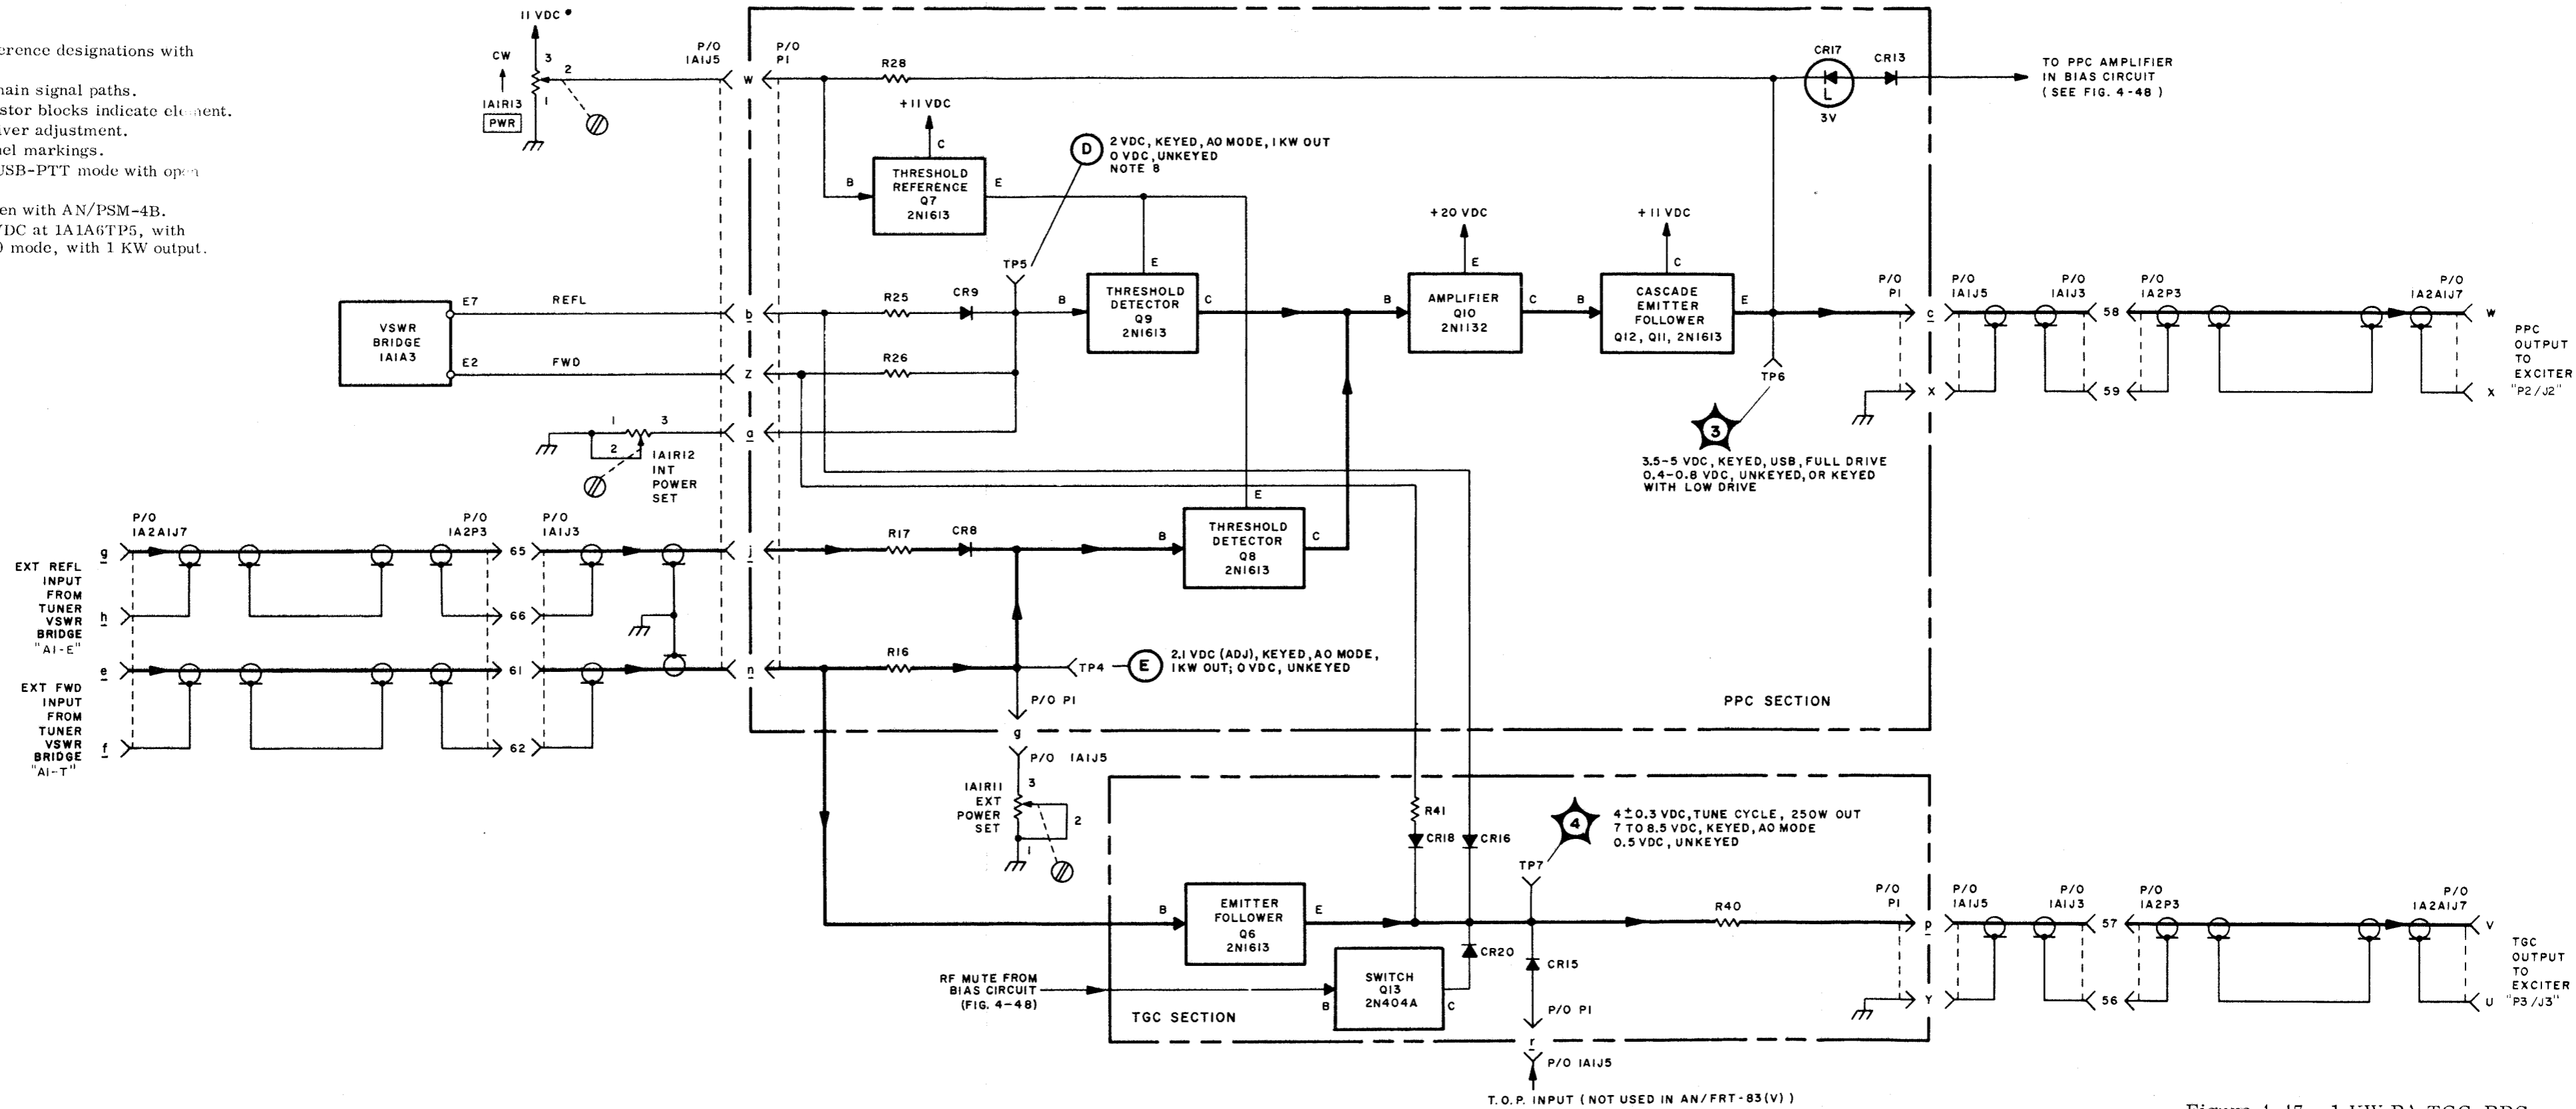 erence designations with
ain signal paths.
stor blocks indicate
ver adjustment.
nel markings.
USB-PTT mode with open
en with AN/PSM-4B.
VDC at 1A1A6TP5, with
mode, with 1 KW output.
11 VDC
CW
3
2
1
1A1R13
PWR
P/O
1A1J5
P/O
P1
W
R28
+11 VDC
C
B
THRESHOLD
REFERENCE
Q7
2N1613
E
D
2 VDC, KEYED, AO MODE, 1 KW OUT
0 VDC, UNKEYED
NOTE 8
CR17
L
3V
CR13
TO PPC AMPLIFIER
IN BIAS CIRCUIT
(SEE FIG. 4-48)
VSWR
BRIDGE
1A1A3
E7
REFL
E2
FWD
b
R25
CR9
TP5
Z
R26
a
1
3
2
1A1R12
INT
POWER
SET
B
E
THRESHOLD
DETECTOR
Q9
2N1613
C
B
+20 VDC
E
AMPLIFIER
Q10
2N1132
C
B
+11 VDC
C
CASCADE
EMITTER
FOLLOWER
Q12, Q11, 2N1613
E
TP6
3
3.5-5 VDC, KEYED, USB, FULL DRIVE
0.4-0.8 VDC, UNKEYED, OR KEYED
WITH LOW DRIVE
P/O
P1
c
X
P/O
1A1J5
P/O
1A1J3
58
59
P/O
1A2P3
P/O
1A2A1J7
W
X
PPC
OUTPUT
TO
EXCITER
"P2/J2"
P/O
1A2A1J7
P/O
1A2P3
P/O
1A1J3
g
65
EXT REFL
INPUT
FROM
TUNER
VSWR
BRIDGE
"A1-E"
h
66
e
61
EXT FWD
INPUT
FROM
TUNER
VSWR
BRIDGE
"A1-T"
f
62
j
R17
CR8
B
E
THRESHOLD
DETECTOR
Q8
2N1613
C
n
R16
TP4
E
2.1 VDC (ADJ), KEYED, AO MODE,
1 KW OUT; 0 VDC, UNKEYED
P/O P1
g
P/O 1A1J5
PPC SECTION
1A1R11
EXT
POWER
SET
3
2
1
R41
CR18
CR16
TP7
4
4±0.3 VDC, TUNE CYCLE, 250W OUT
7 TO 8.5 VDC, KEYED, AO MODE
0.5 VDC, UNKEYED
B
EMITTER
FOLLOWER
Q6
2N1613
E
R40
P/O
P1
p
Y
P/O
1A1J5
P/O
1A1J3
57
56
P/O
1A2P3
P/O
1A2A1J7
V
U
TGC
OUTPUT
TO
EXCITER
"P3/J3"
RF MUTE FROM
BIAS CIRCUIT
(FIG. 4-48)
B
SWITCH
Q13
2N404A
C
CR20
CR15
P/O P1
TGC SECTION
r
P/O 1A1J5
T.O.P. INPUT (NOT USED IN AN/FRT-83(V))